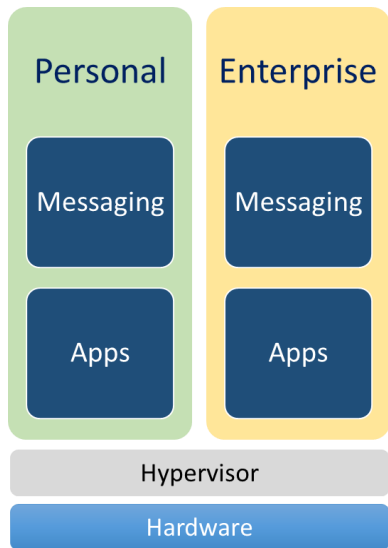 Personal
Enterprise
Messaging
Messaging
Apps
Apps
Hypervisor
Hardware